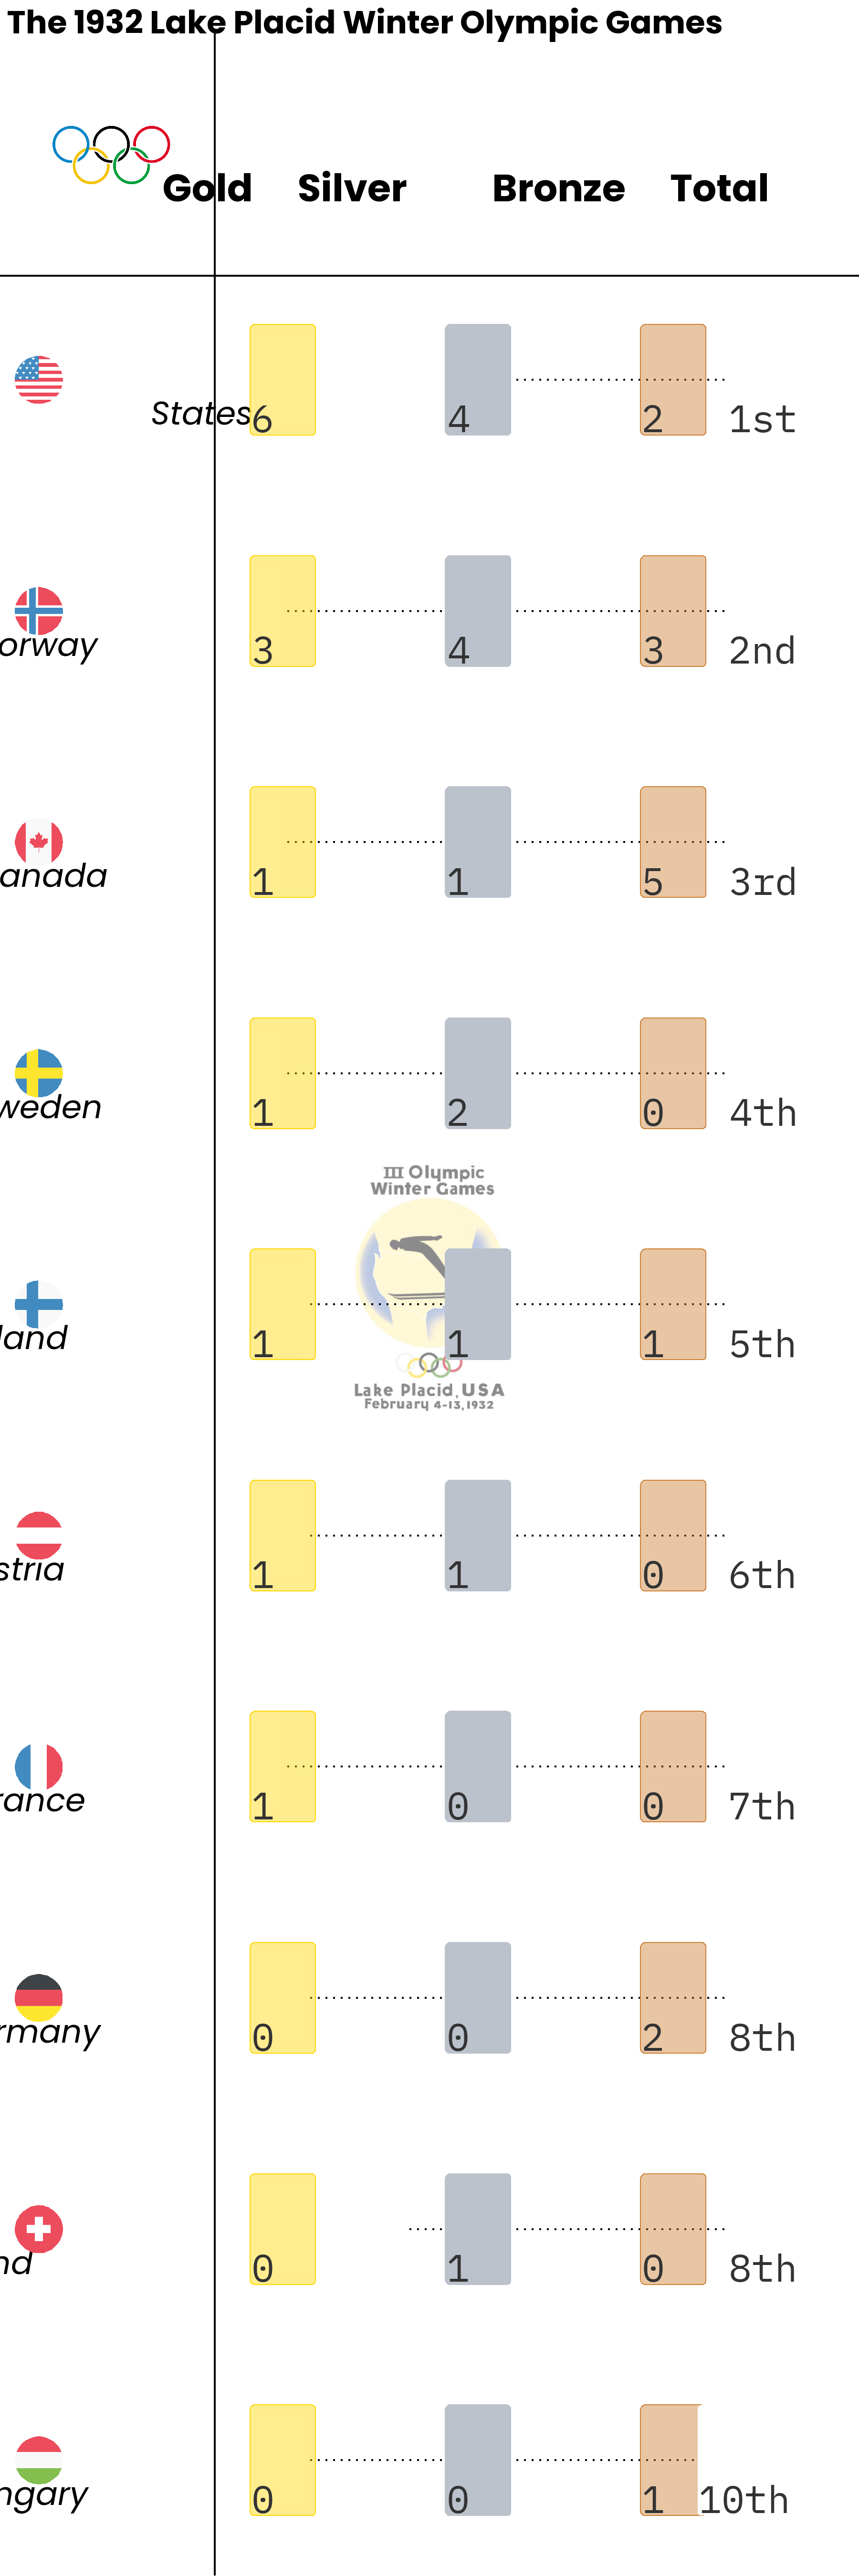 The 1932 Lake Placid Winter Olympic Games
Gold Silver Bronze Total
States 6 4 2 1st
orway 3 4 3 2nd
anada 1 1 5 3rd
weden 1 2 0 4th
III Olympic
Winter Games
land 1 1 1 5th
Lake Placid, USA
February 4-13, 1932
stria 1 1 0 6th
rance 1 0 0 7th
rmany 0 0 2 8th
nd 0 1 0 8th
ngary 0 0 1 10th